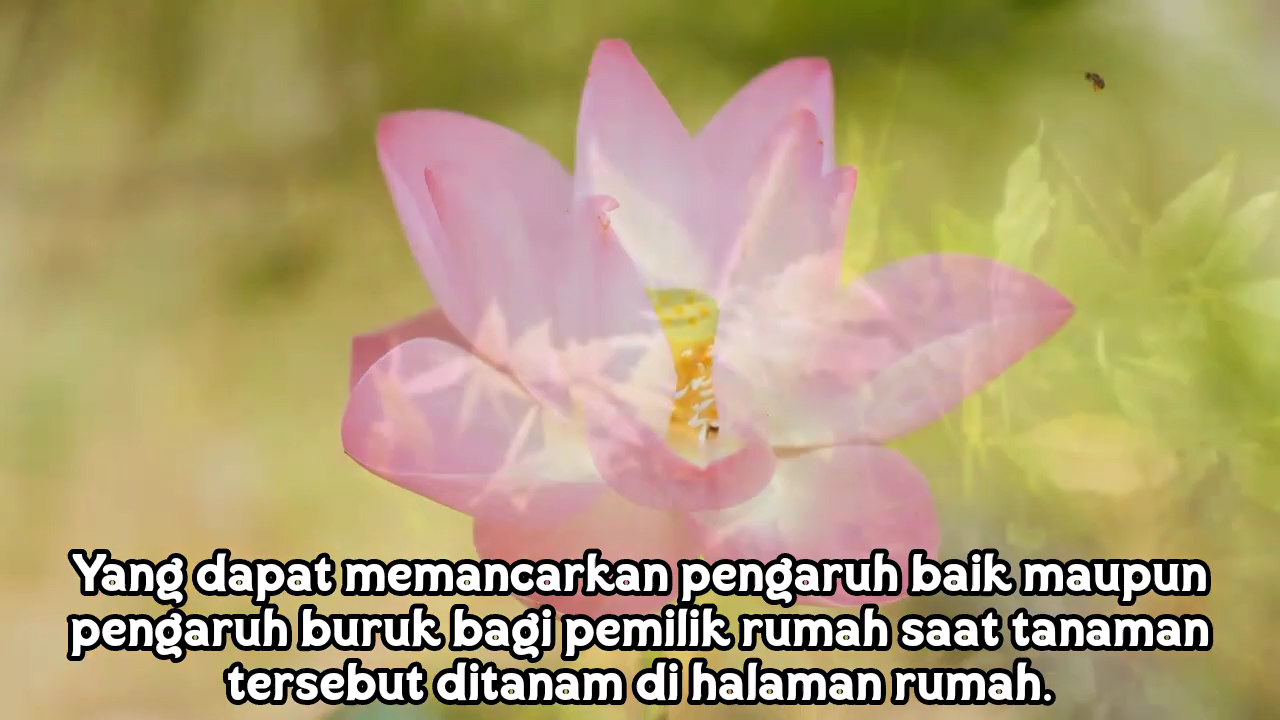 Yang dapat memancarkan pengaruh baik maupun
pengaruh buruk bagi pemilik rumah saat tanaman
tersebut ditanam di halaman rumah.